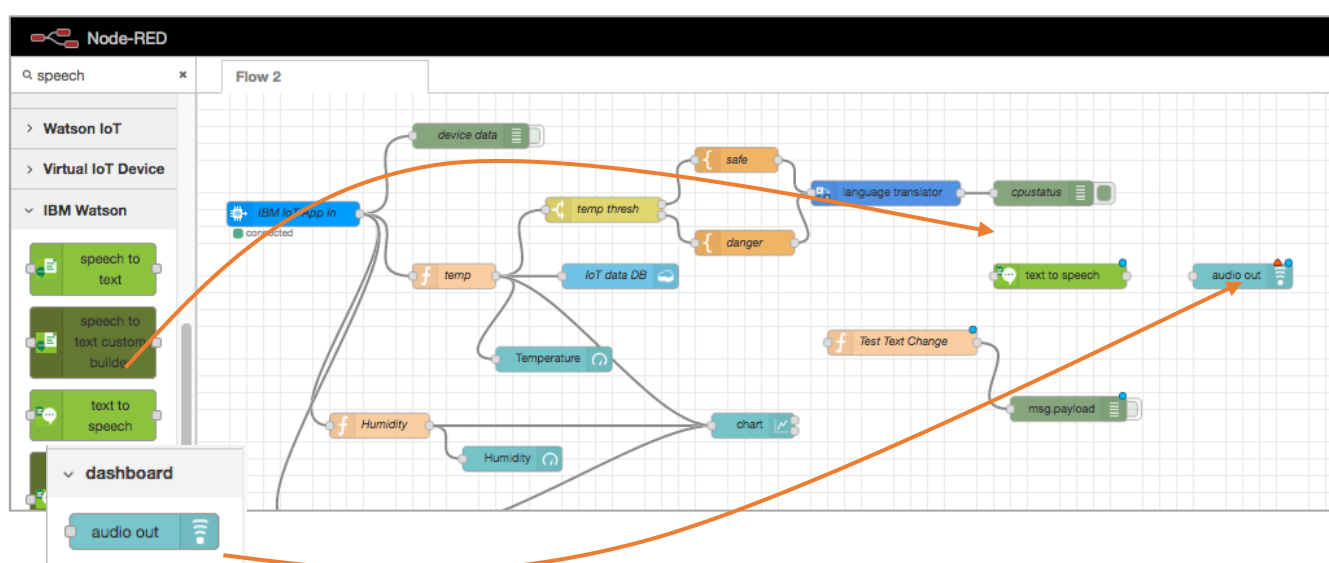 Node-RED
speech
×
Flow 2
Watson IoT
Virtual IoT Device
IBM Watson
speech to
text
speech to
text custom
builder
text to
speech
dashboard
audio out
device data
IBM IoT App In
connected
temp
temp thresh
safe
danger
language translator
cpustatus
IoT data DB
text to speech
audio out
Temperature
Test Text Change
msg.payload
Humidity
Humidity
chart